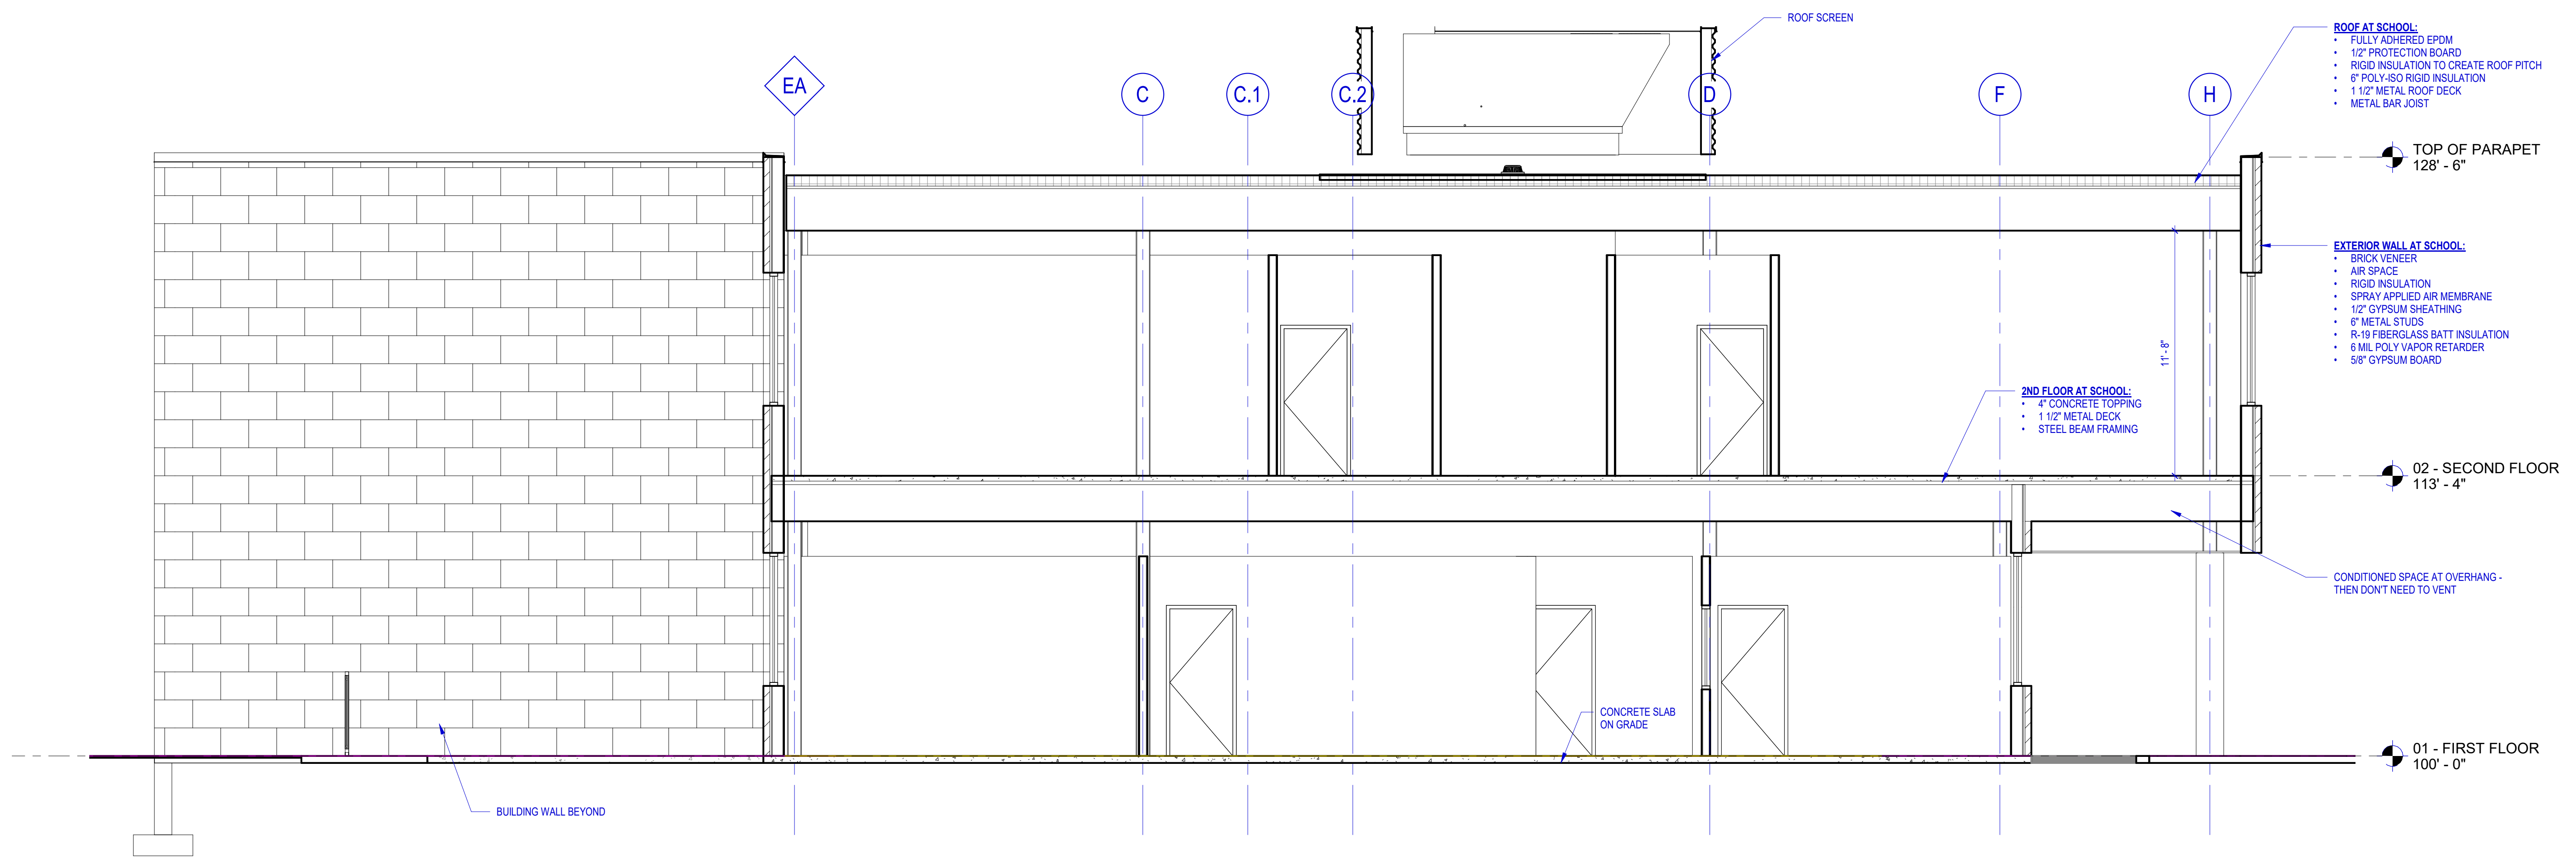 ROOF SCREEN
ROOF AT SCHOOL:
• FULLY ADHERED EPDM
• 1/2" PROTECTION BOARD
• RIGID INSULATION TO CREATE ROOF PITCH
• 6" POLY-ISO RIGID INSULATION
• 1 1/2" METAL ROOF DECK
• METAL BAR JOIST
EA
C
C.1
C.2
D
F
H
TOP OF PARAPET
128' - 6"
EXTERIOR WALL AT SCHOOL:
• BRICK VENEER
• AIR SPACE
• RIGID INSULATION
• SPRAY APPLIED AIR MEMBRANE
• 1/2" GYPSUM SHEATHING
• 6" METAL STUDS
• R-19 FIBERGLASS BATT INSULATION
• 6 MIL POLY VAPOR RETARDER
• 5/8" GYPSUM BOARD
11' - 8"
2ND FLOOR AT SCHOOL:
• 4" CONCRETE TOPPING
• 1 1/2" METAL DECK
• STEEL BEAM FRAMING
02 - SECOND FLOOR
113' - 4"
CONDITIONED SPACE AT OVERHANG -
THEN DON'T NEED TO VENT
CONCRETE SLAB
ON GRADE
01 - FIRST FLOOR
100' - 0"
BUILDING WALL BEYOND